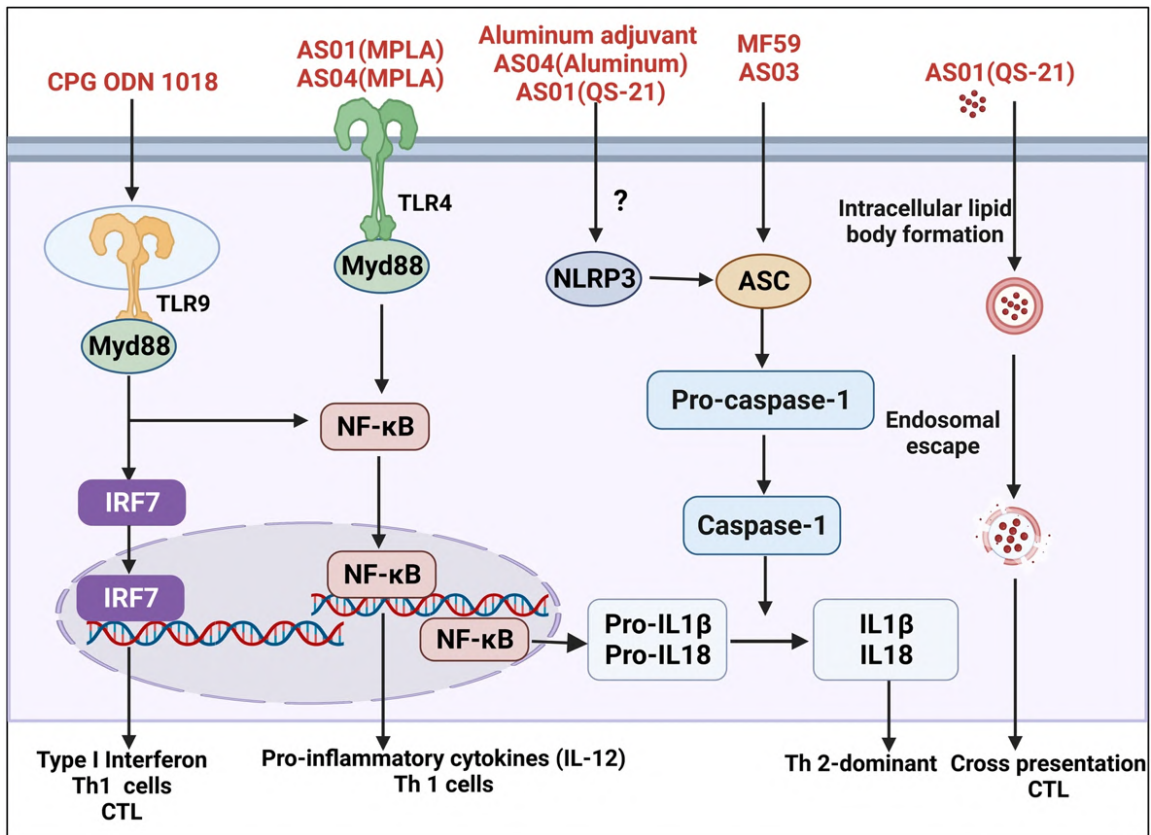 CPG ODN 1018
AS01(MPLA)
AS04(MPLA)
Aluminum adjuvant
AS04(Aluminum)
AS01(QS-21)
MF59
AS03
AS01(QS-21)
TLR4
?
Intracellular lipid
body formation
Myd88
NLRP3
ASC
TLR9
Myd88
Pro-caspase-1
NF-κB
Endosomal
escape
IRF7
Caspase-1
NF-κB
IRF7
Pro-IL1β
Pro-IL18
IL1β
IL18
NF-κB
Type I Interferon
Th1 cells
CTL
Pro-inflammatory cytokines (IL-12)
Th 1 cells
Th 2-dominant
Cross presentation
CTL